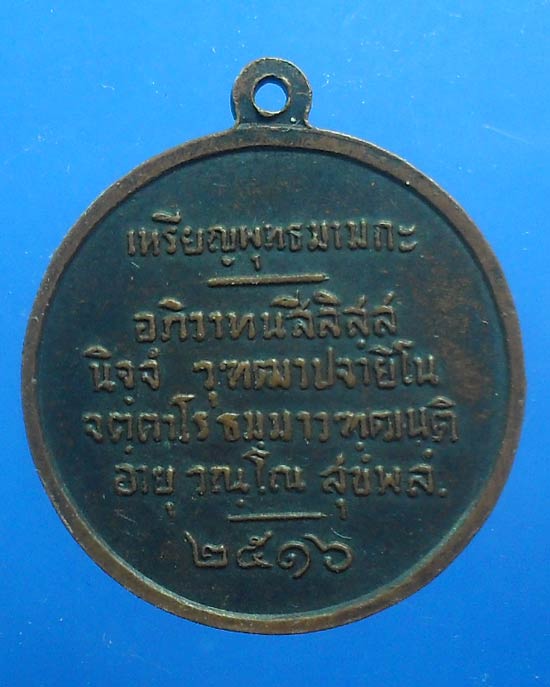 เหรียญพุทธมามกะ
อภิวาทนสีลิสฺส
นิจฺจํ วุฑฺฒาปจายิโน
จตฺตาโร ธมฺมา วฑฺฒนฺติ
อายุ วณฺโณ สุขํ พลํ.
๒๕๑๖